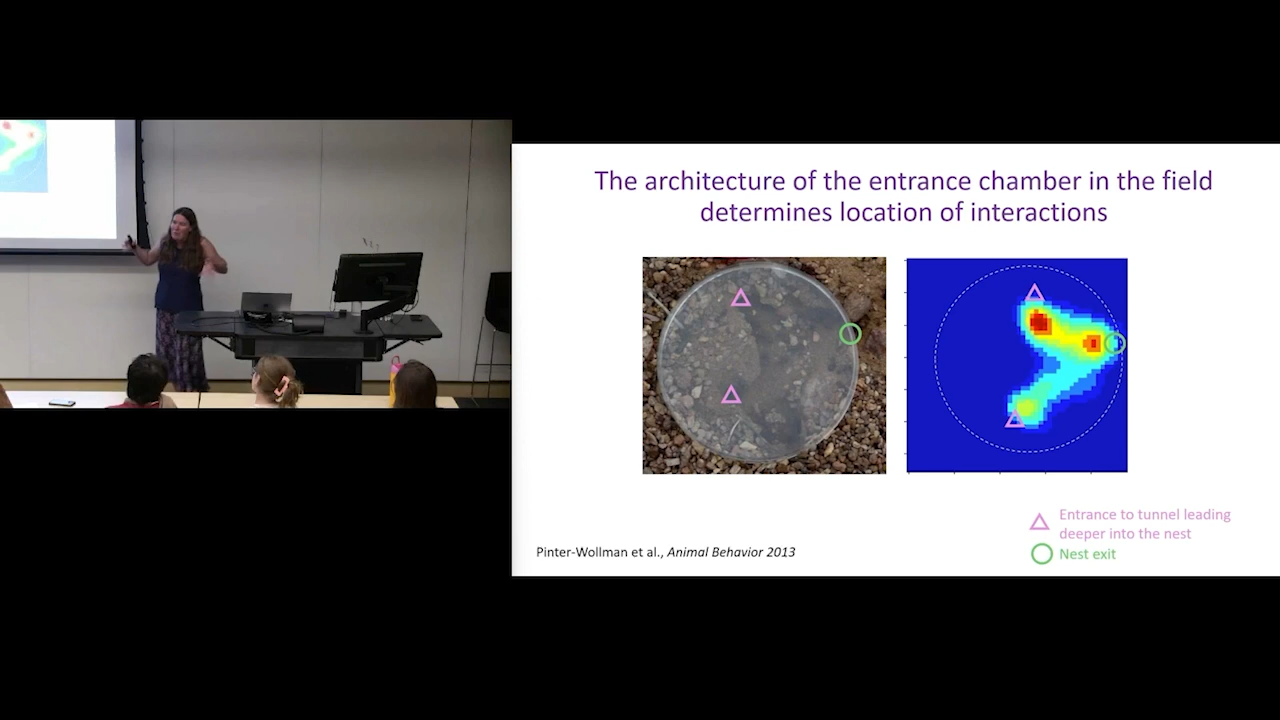 The architecture of the entrance chamber in the field
determines location of interactions
Entrance to tunnel leading
deeper into the nest
Nest exit
Pinter-Wollman et al., Animal Behavior 2013